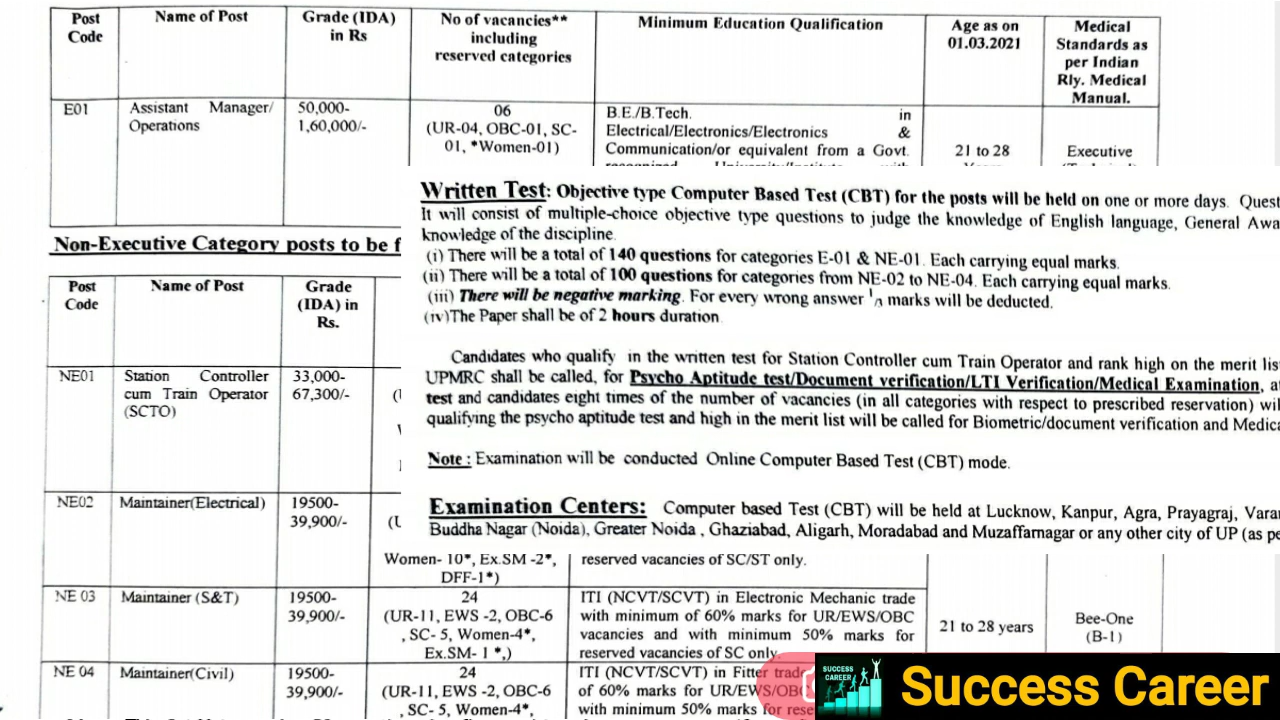 Post Code
Name of Post
Grade (IDA) in Rs
No of vacancies** including reserved categories
Minimum Education Qualification
Age as on 01.03.2021
Medical Standards as per Indian Rly. Medical Manual.
E01
Assistant Manager/ Operations
50,000- 1,60,000/-
06
(UR-04, OBC-01, SC-
01, *Women-01)
B.E./B.Tech. in
Electrical/Electronics/Electronics &
Communication/or equivalent from a Govt.
21 to 28
Executive
Non-Executive Category posts to be f
Post Code
Name of Post
Grade (IDA) in Rs.
NE01
Station Controller cum Train Operator (SCTO)
33,000- 67,300/-
NE02
Maintainer(Electrical)
19500- 39,900/-
Women- 10*, Ex.SM -2*,
DFF-1*)
reserved vacancies of SC/ST only.
NE 03
Maintainer (S&T)
19500- 39,900/-
24
(UR-11, EWS -2, OBC-6
, SC- 5, Women-4*,
Ex.SM- 1 *,)
ITI (NCVT/SCVT) in Electronic Mechanic trade
with minimum of 60% marks for UR/EWS/OBC
vacancies and with minimum 50% marks for
reserved vacancies of SC only.
21 to 28 years
Bee-One (B-1)
NE 04
Maintainer(Civil)
19500- 39,900/-
24
(UR-11, EWS -2, OBC-6
, SC- 5, Women-4*,
ITI (NCVT/SCVT) in Fitter trade
of 60% marks for UR/EWS/OBC
with minimum 50% marks for rese
Written Test: Objective type Computer Based Test (CBT) for the posts will be held on one or more days. Quest
It will consist of multiple-choice objective type questions to judge the knowledge of English language, General Awa
knowledge of the discipline.
(i) There will be a total of 140 questions for categories E-01 & NE-01. Each carrying equal marks.
(ii) There will be a total of 100 questions for categories from NE-02 to NE-04. Each carrying equal marks.
(iii) There will be negative marking. For every wrong answer marks will be deducted.
(iv)The Paper shall be of 2 hours duration
Candidates who qualify in the written test for Station Controller cum Train Operator and rank high on the merit lis
UPMRC shall be called, for Psycho Aptitude test/Document verification/LTI Verification/Medical Examination, a
test and candidates eight times of the number of vacancies (in all categories with respect to prescribed reservation) wil
qualifying the psycho aptitude test and high in the merit list will be called for Biometric/document verification and Medica
Note : Examination will be conducted Online Computer Based Test (CBT) mode.
Examination Centers: Computer based Test (CBT) will be held at Lucknow, Kanpur, Agra, Prayagraj, Varan
Buddha Nagar (Noida), Greater Noida , Ghaziabad, Aligarh, Moradabad and Muzaffarnagar or any other city of UP (as pe
SUCCESS CAREER
Success Career